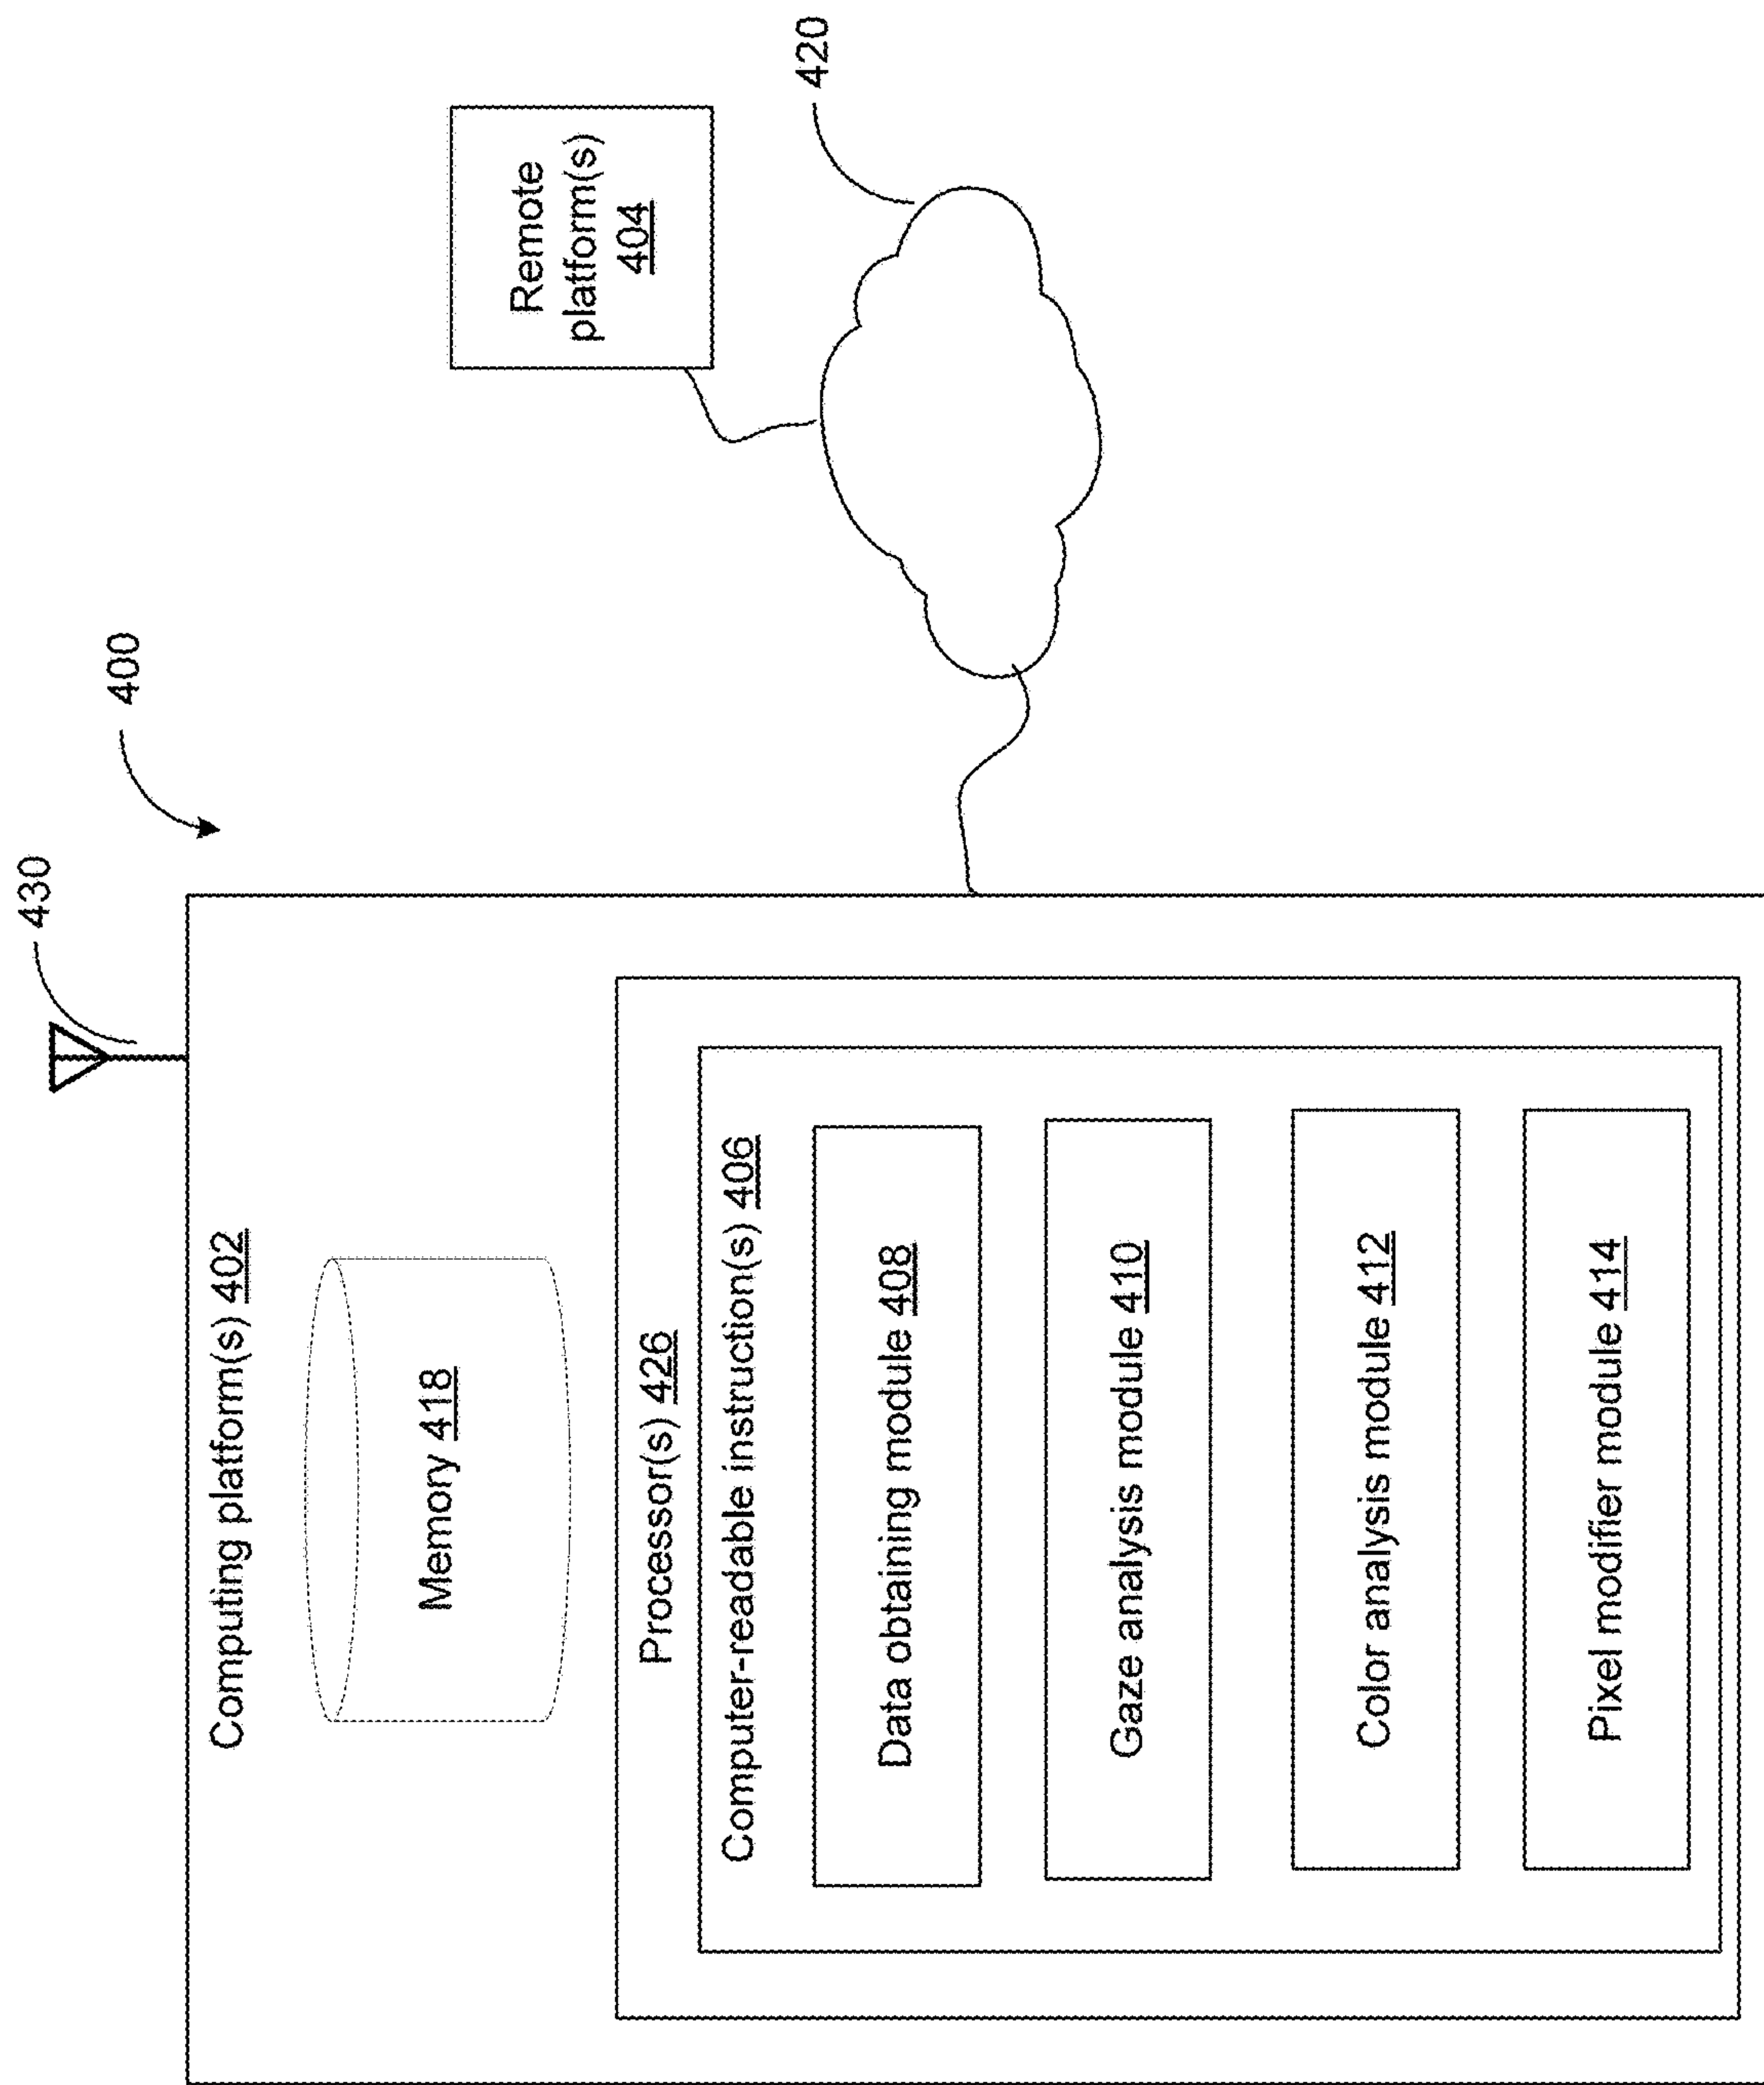 430
400
Computing platform(s) 402
Memory 418
Processor(s) 426
Computer-readable instruction(s) 406
Data obtaining module 408
Gaze analysis module 410
Color analysis module 412
Pixel modifier module 414
Remote
platform(s)
404
420